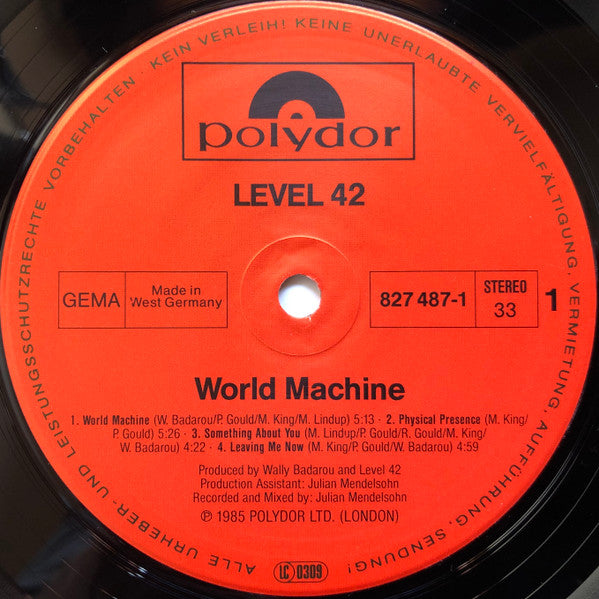 ALLE URHEBER- UND LEISTUNGSSCHUTZRECHTE VORBEHALTEN · KEIN VERLEIH! KEINE UNERLAUBTE VERVIELFÄLTIGUNG, VERMIETUNG, AUFFÜHRUNG, SENDUNG!
polydor
LEVEL 42
GEMA
Made in
West Germany
827 487-1
STEREO
33
1
World Machine
1. World Machine (W. Badarou/P. Gould/M. King/M. Lindup) 5:13 · 2. Physical Presence (M. King/
P. Gould) 5:26 · 3. Something About You (M. Lindup/P. Gould/R. Gould/M. King/
W. Badarou) 4:22 · 4. Leaving Me Now (M. King/P. Gould/W. Badarou) 4:59
Produced by Wally Badarou and Level 42
Production Assistant: Julian Mendelsohn
Recorded and Mixed by: Julian Mendelsohn
℗ 1985 POLYDOR LTD. (LONDON)
LC 0309